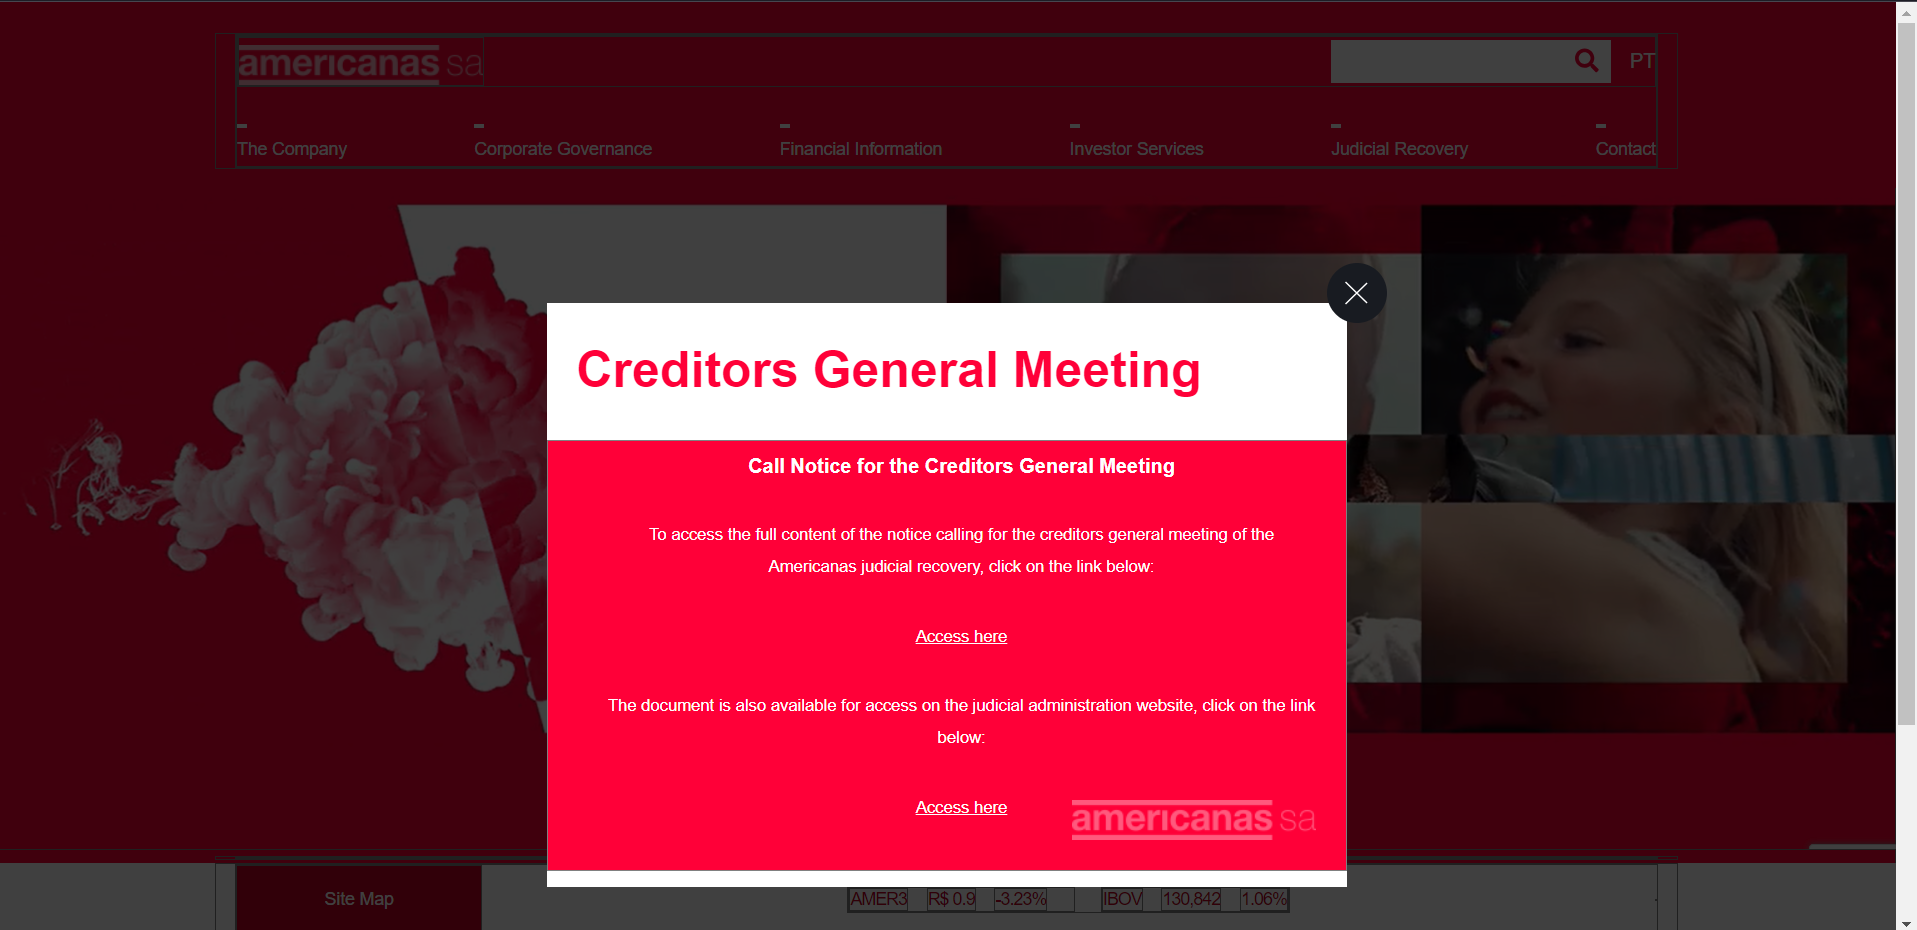 americanas sa
PT
The Company
Corporate Governance
Financial Information
Investor Services
Judicial Recovery
Contact
Creditors General Meeting
Call Notice for the Creditors General Meeting
To access the full content of the notice calling for the creditors general meeting of the
Americanas judicial recovery, click on the link below:
Access here
The document is also available for access on the judicial administration website, click on the link
below:
Access here
americanas sa
Site Map
AMER3 R$ 0.9 -3.23% IBOV 130,842 1.06%